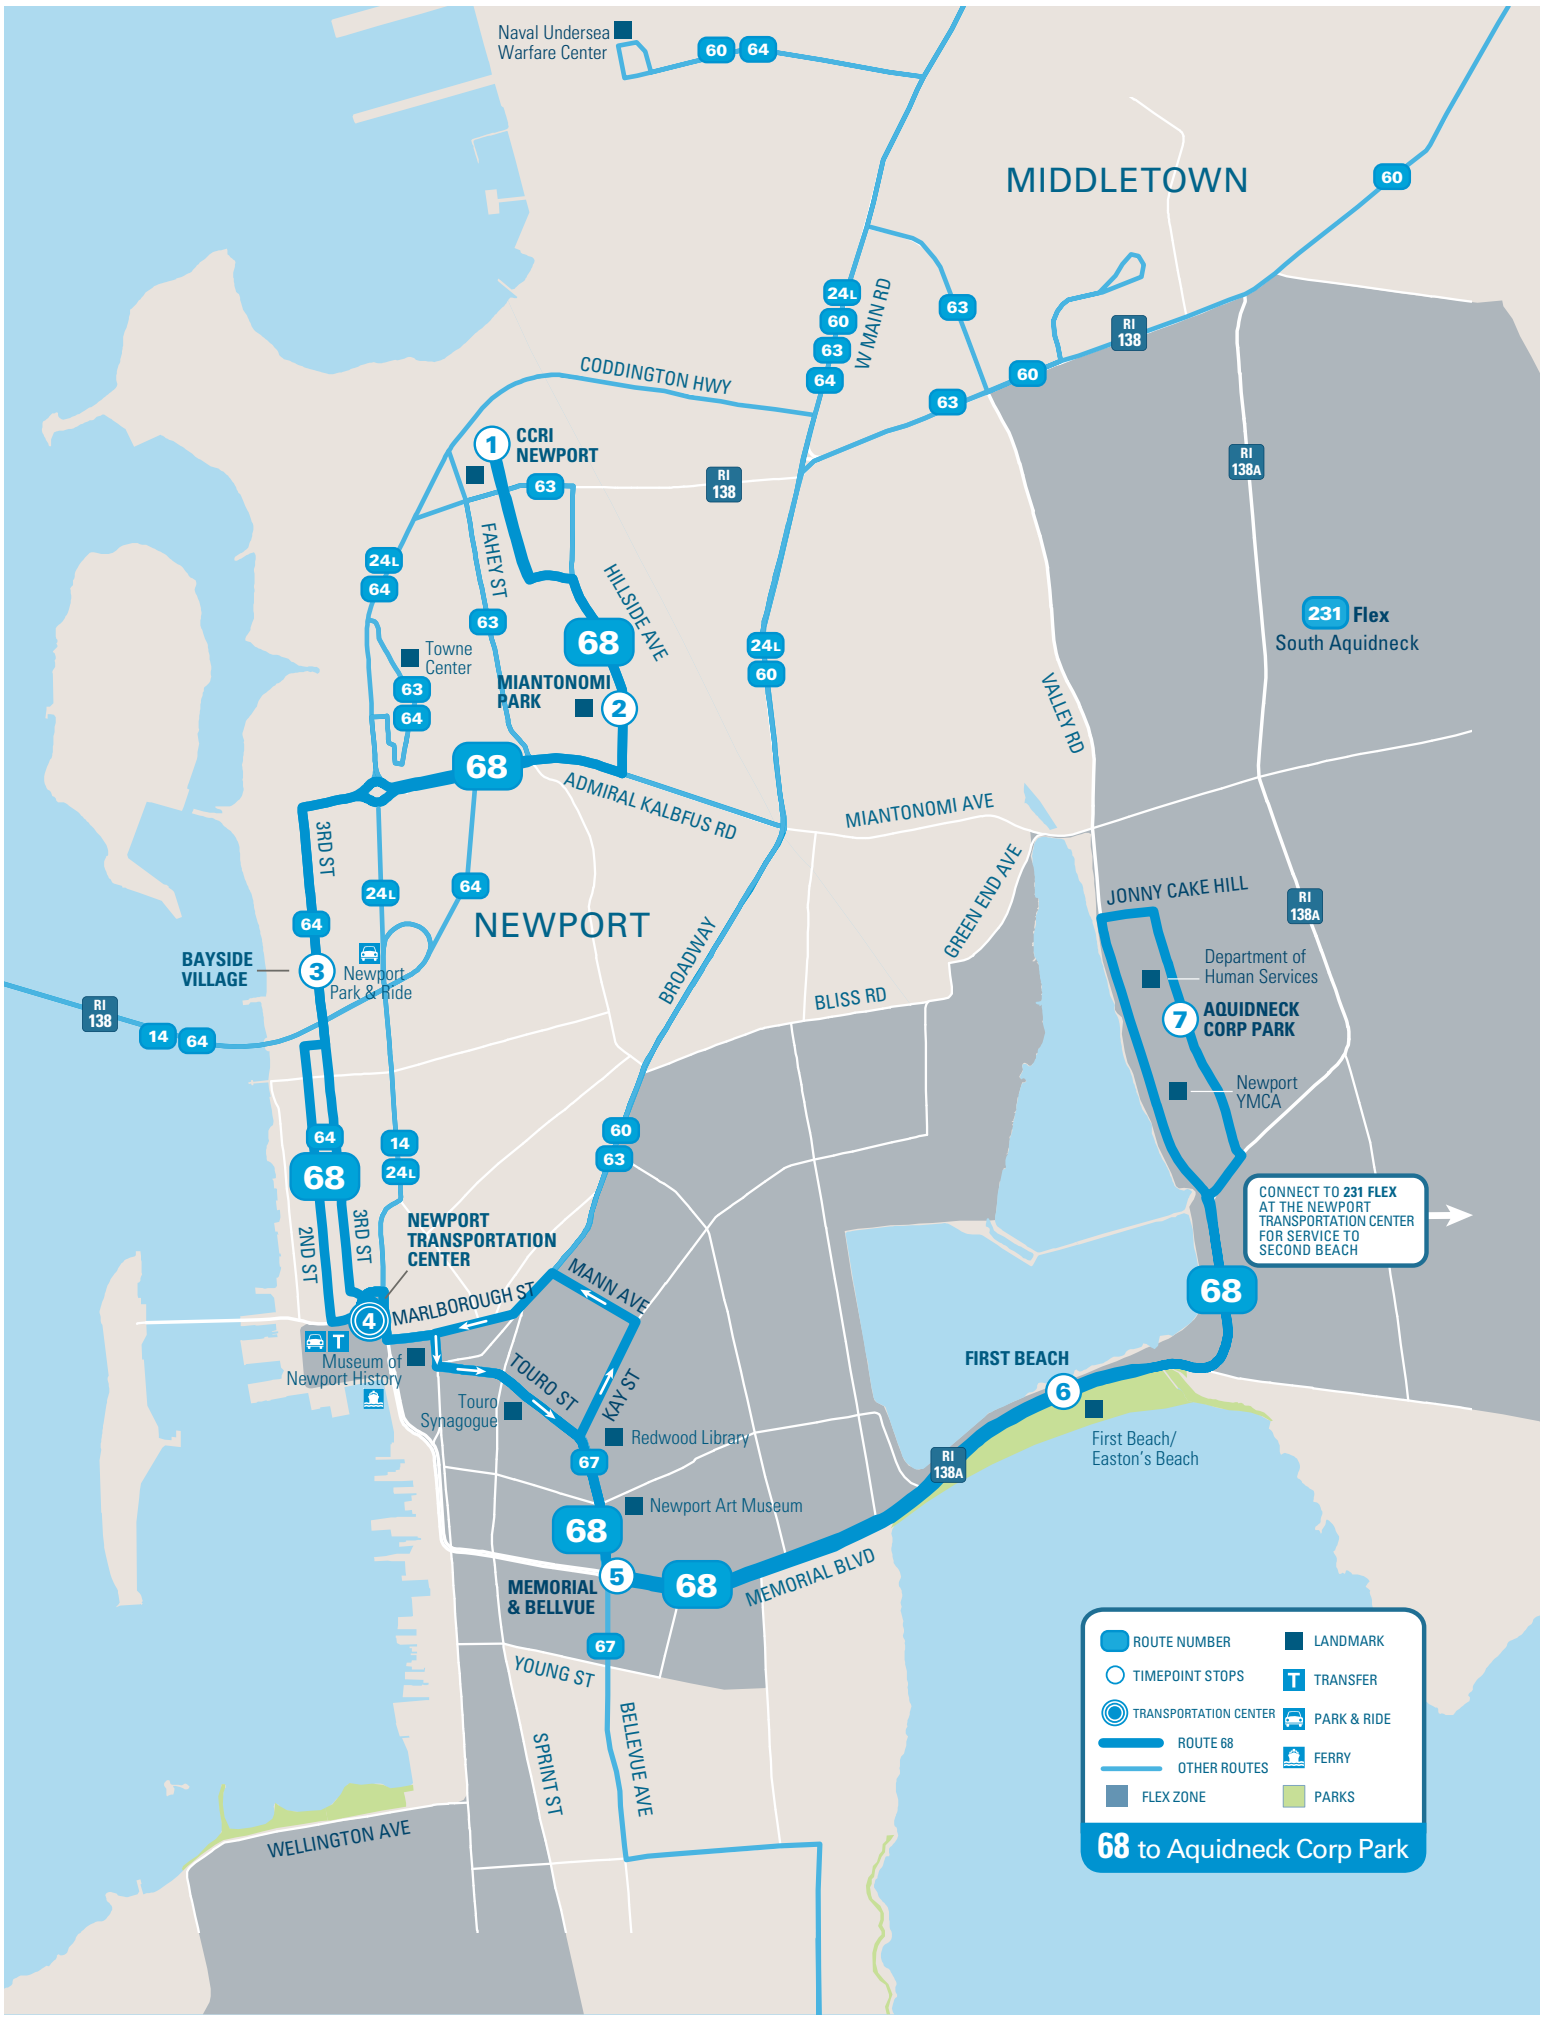 Naval Undersea
Warfare Center
60
64
MIDDLETOWN
60
24L
60
63
64
W MAIN RD
63
RI
138
60
63
CODDINGTON HWY
1
CCRI
NEWPORT
63
RI
138
RI
138A
FAHEY ST
24L
64
HILLSIDE AVE
63
68
24L
60
231 Flex
South Aquidneck
Towne
Center
63
64
MIANTONOMI
PARK
2
VALLEY RD
68
ADMIRAL KALBFUS RD
MIANTONOMI AVE
3RD ST
24L
64
GREEN END AVE
JONNY CAKE HILL
RI
138A
64
NEWPORT
BROADWAY
BAYSIDE
VILLAGE
3
Newport
Park & Ride
Department of
Human Services
BLISS RD
7
AQUIDNECK
CORP PARK
RI
138
14
64
Newport
YMCA
64
14
24L
60
63
68
CONNECT TO 231 FLEX
AT THE NEWPORT
TRANSPORTATION CENTER
FOR SERVICE TO
SECOND BEACH
2ND ST
3RD ST
NEWPORT
TRANSPORTATION
CENTER
MANN AVE
68
4
MARLBOROUGH ST
T
Museum of
Newport History
TOURO ST
KAY ST
FIRST BEACH
6
Touro
Synagogue
Redwood Library
First Beach/
Easton's Beach
67
RI
138A
Newport Art Museum
68
5
68
MEMORIAL
& BELLVUE
MEMORIAL BLVD
67
YOUNG ST
BELLEVUE AVE
SPRINT ST
WELLINGTON AVE
ROUTE NUMBER
LANDMARK
TIMEPOINT STOPS
T
TRANSFER
TRANSPORTATION CENTER
PARK & RIDE
ROUTE 68
OTHER ROUTES
FERRY
FLEX ZONE
PARKS
68 to Aquidneck Corp Park